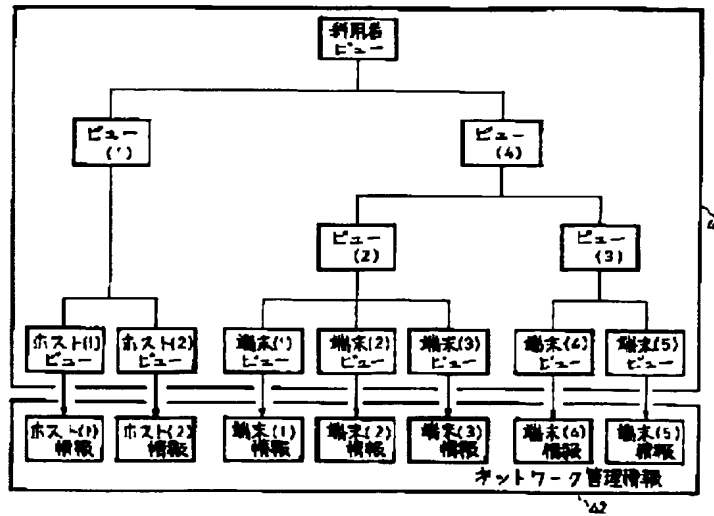 利用者
ビュー
ビュー
(1)
ビュー
(4)
ビュー
(2)
ビュー
(3)
ホスト(1)
ビュー
ホスト(2)
ビュー
端末(1)
ビュー
端末(2)
ビュー
端末(3)
ビュー
端末(4)
ビュー
端末(5)
ビュー
ホスト(1)
情報
ホスト(2)
情報
端末(1)
情報
端末(2)
情報
端末(3)
情報
端末(4)
情報
端末(5)
情報
ネットワーク管理情報
42